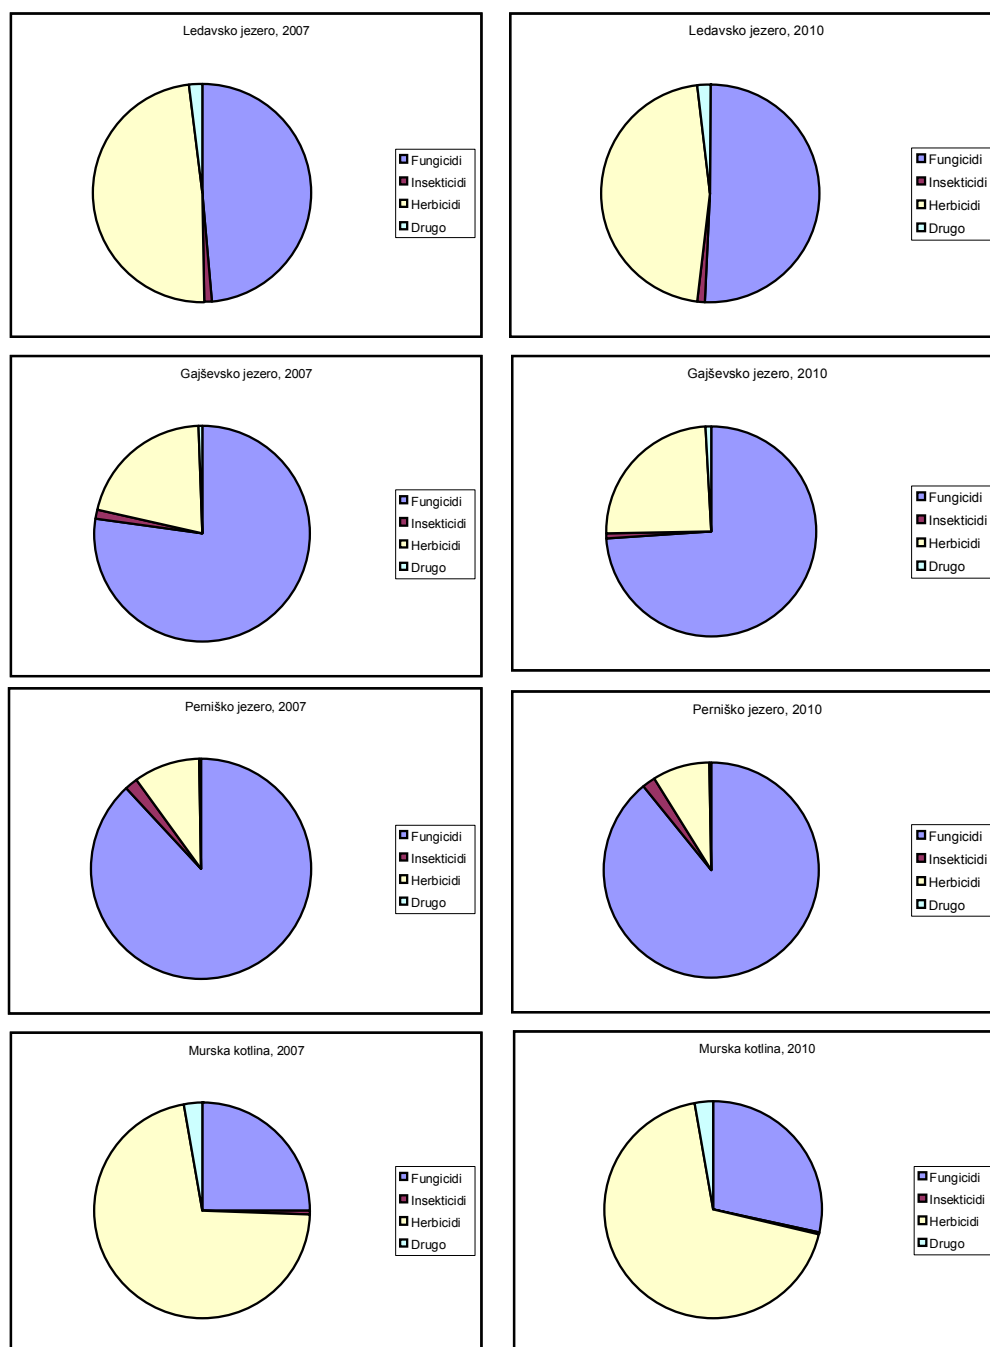 Ledavsko jezero, 2007
Fungicidi
Insekticidi
Herbicidi
Drugo
Ledavsko jezero, 2010
Fungicidi
Insekticidi
Herbicidi
Drugo
Gajševsko jezero, 2007
Fungicidi
Insekticidi
Herbicidi
Drugo
Gajševsko jezero, 2010
Fungicidi
Insekticidi
Herbicidi
Drugo
Perniško jezero, 2007
Fungicidi
Insekticidi
Herbicidi
Drugo
Perniško jezero, 2010
Fungicidi
Insekticidi
Herbicidi
Drugo
Murska kotlina, 2007
Fungicidi
Insekticidi
Herbicidi
Drugo
Murska kotlina, 2010
Fungicidi
Insekticidi
Herbicidi
Drugo